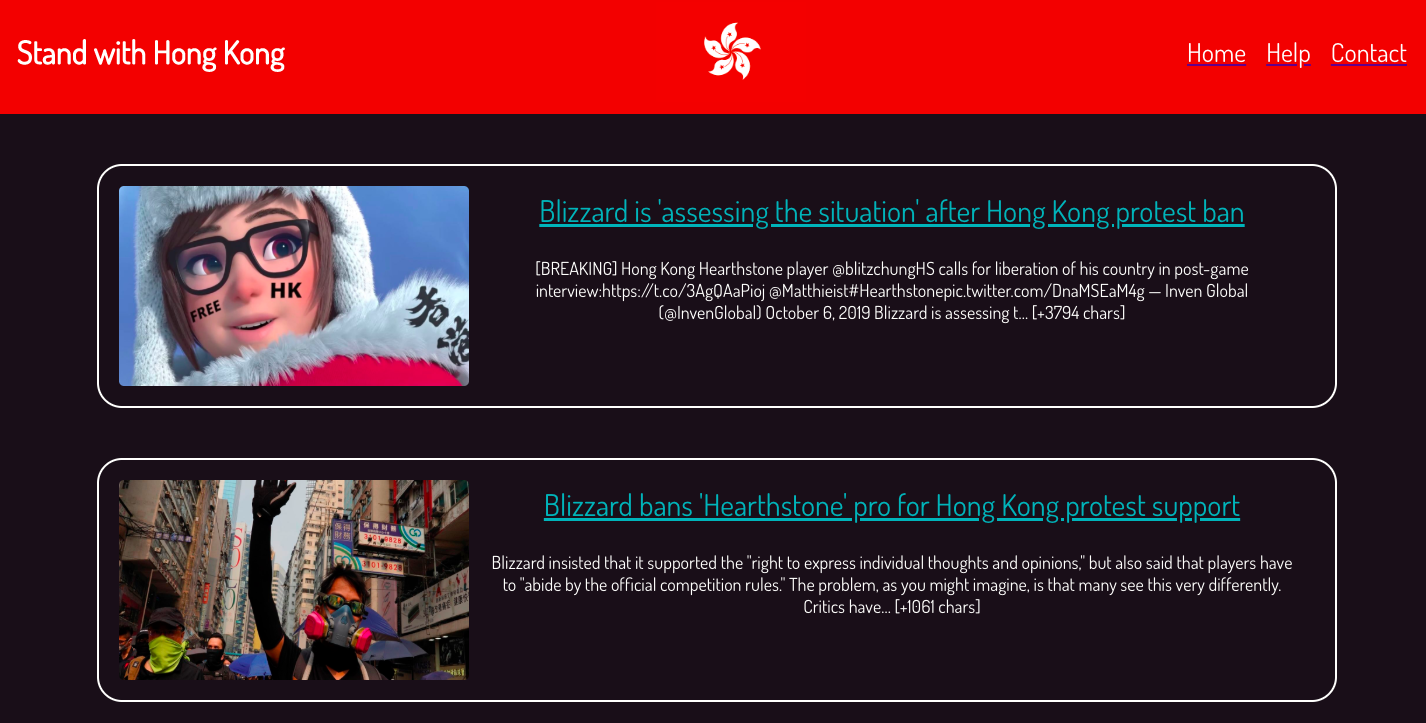 Stand with Hong Kong
Home Help Contact
Blizzard is 'assessing the situation' after Hong Kong protest ban
[BREAKING] Hong Kong Hearthstone player @blitzchungHS calls for liberation of his country in post-game
interview:https://t.co/3AgQAaPioj @Matthieist#Hearthstonepic.twitter.com/DnaMSEaM4g — Inven Global
(@InvenGlobal) October 6, 2019 Blizzard is assessing t… [+3794 chars]
FREE
HK
Blizzard bans 'Hearthstone' pro for Hong Kong protest support
Blizzard insisted that it supported the "right to express individual thoughts and opinions," but also said that players have
to "abide by the official competition rules." The problem, as you might imagine, is that many see this very differently.
Critics have… [+1061 chars]